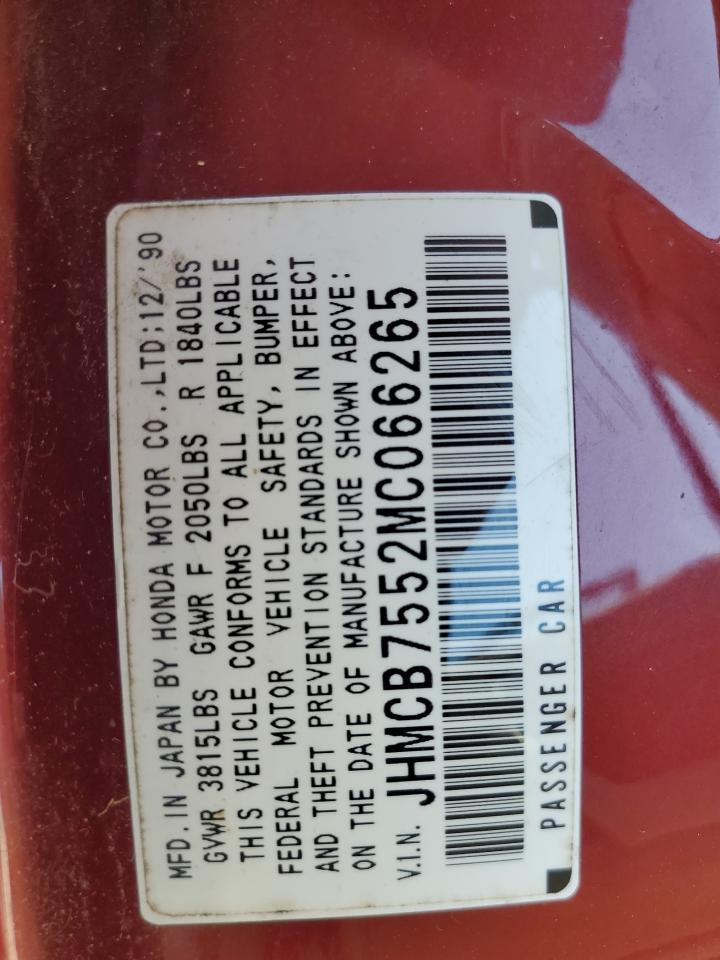 MFD. IN JAPAN BY HONDA MOTOR CO.,LTD;12/'90
GVWR 3815LBS GAWR F 2050LBS R 1840LBS
THIS VEHICLE CONFORMS TO ALL APPLICABLE
FEDERAL MOTOR VEHICLE SAFETY, BUMPER,
AND THEFT PREVENTION STANDARDS IN EFFECT
ON THE DATE OF MANUFACTURE SHOWN ABOVE:
V.I.N. JHMCB7552MC066265
PASSENGER CAR